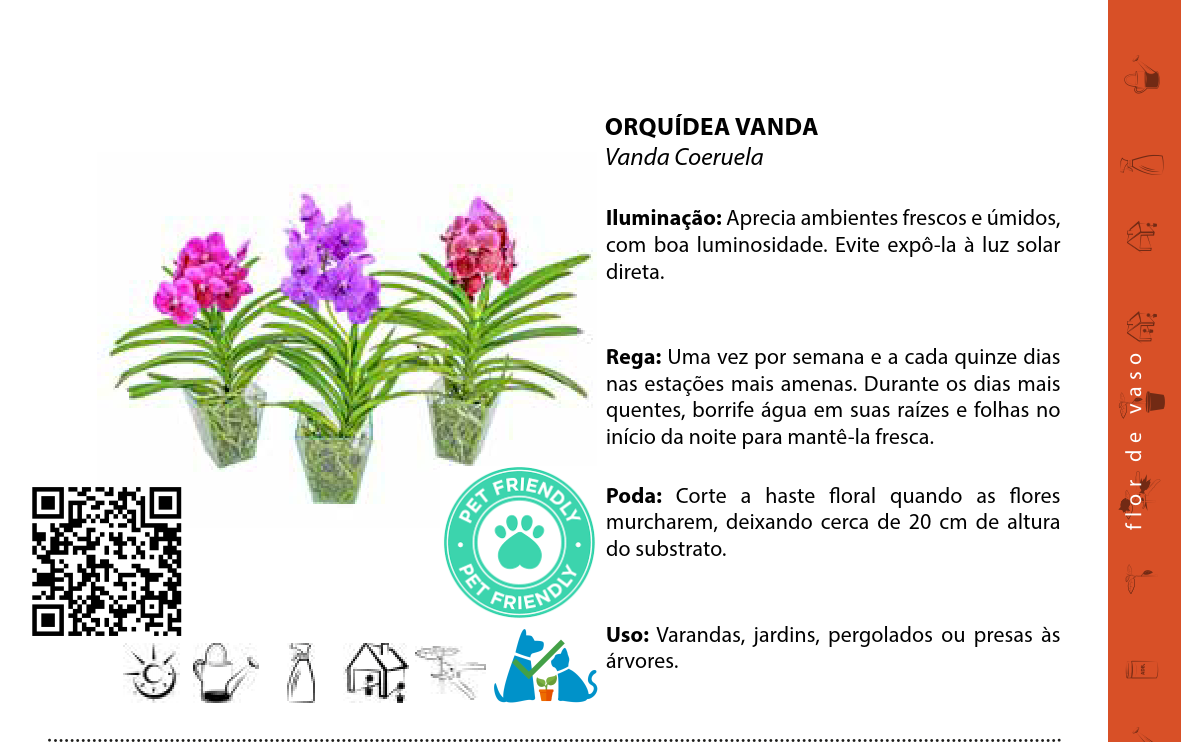 ORQUÍDEA VANDA
Vanda Coeruela
Iluminação: Aprecia ambientes frescos e úmidos,
com boa luminosidade. Evite expô-la à luz solar
direta.
Rega: Uma vez por semana e a cada quinze dias
nas estações mais amenas. Durante os dias mais
quentes, borrife água em suas raízes e folhas no
início da noite para mantê-la fresca.
Poda: Corte a haste floral quando as flores
murcharem, deixando cerca de 20 cm de altura
do substrato.
Uso: Varandas, jardins, pergolados ou presas às
árvores.
PET FRIENDLY
PET FRIENDLY
flor de vaso